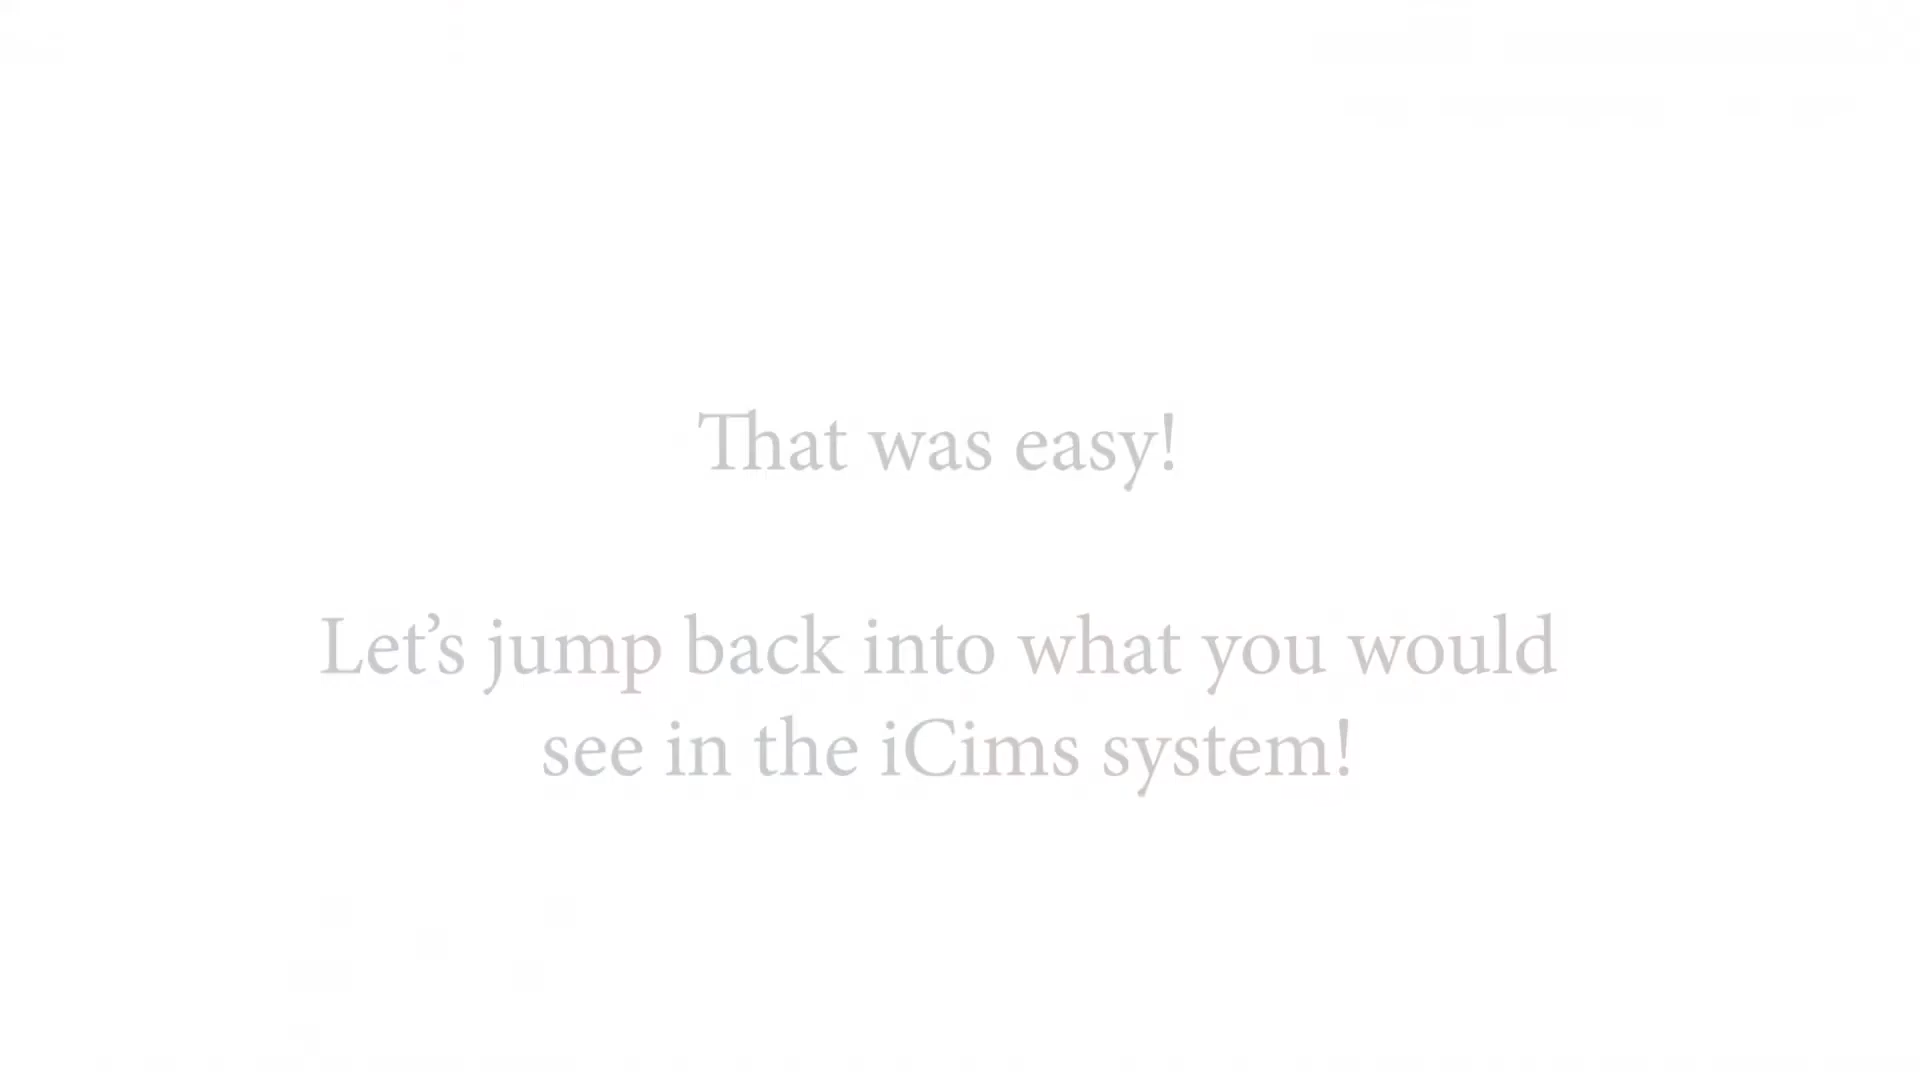 That was easy!
Let’s jump back into what you would
see in the iCims system!